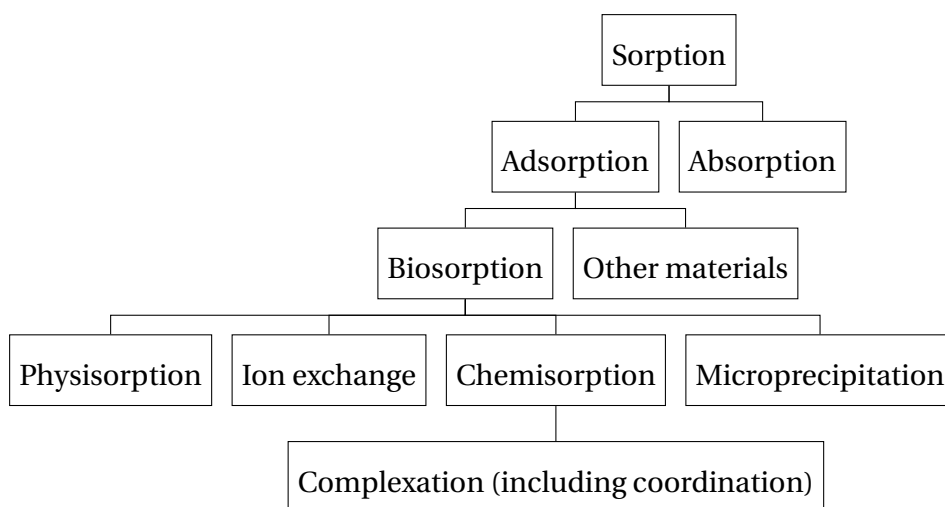 Sorption
Adsorption
Absorption
Biosorption
Other materials
Physisorption
Ion exchange
Chemisorption
Microprecipitation
Complexation (including coordination)